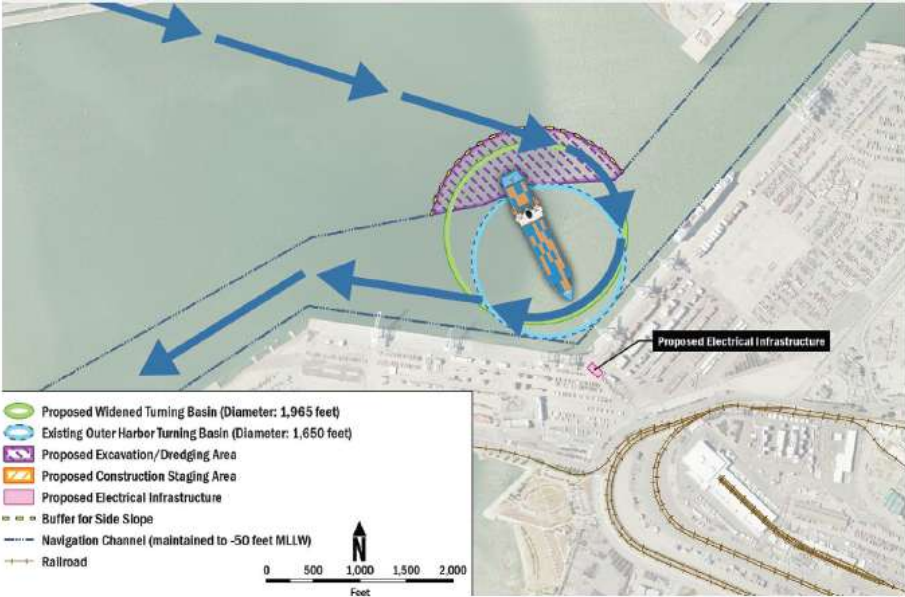 Proposed Electrical Infrastructure
Proposed Widened Turning Basin (Diameter: 1,965 feet)
Existing Outer Harbor Turning Basin (Diameter: 1,650 feet)
Proposed Excavation/Dredging Area
Proposed Construction Staging Area
Proposed Electrical Infrastructure
Buffer for Side Slope
Navigation Channel (maintained to -50 feet MLLW)
Railroad
N
0 500 1,000 1,500 2,000
Feet